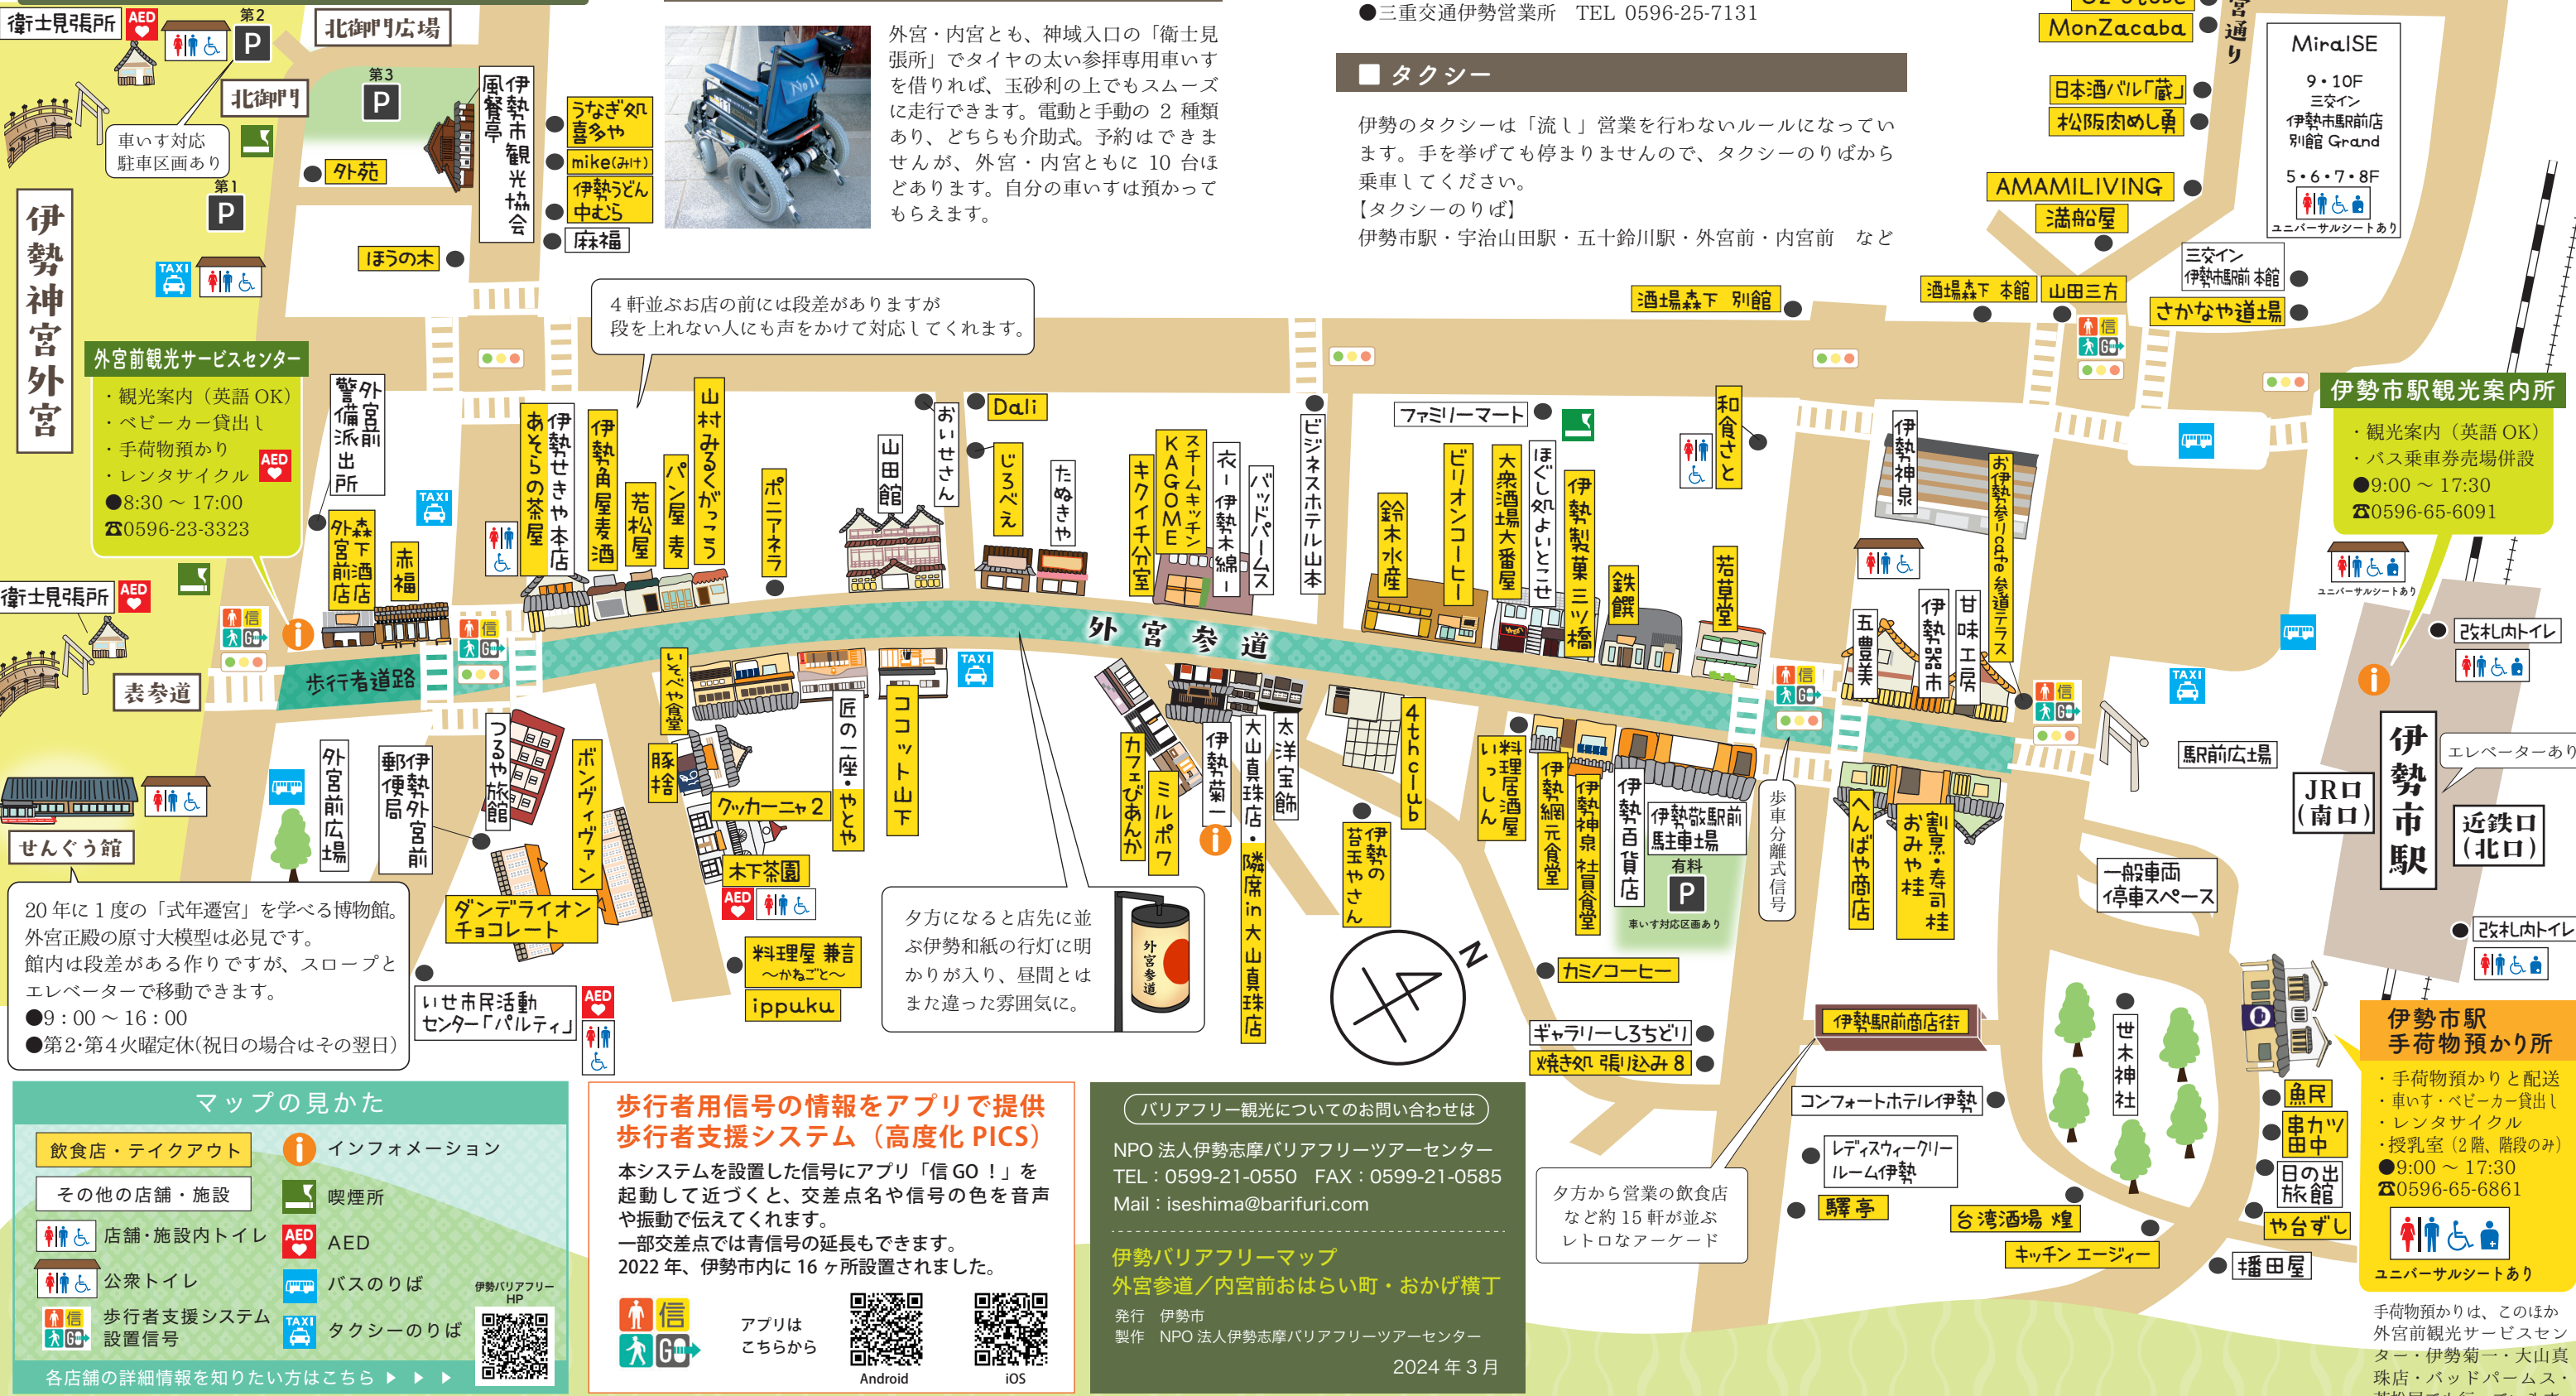 衛士見張所
AED
第2
P
北御門広場
第3
P
北御門
車いす対応
駐車区画あり
第1
P
外苑
伊勢市観光協会
風餐亭
うなぎ処
喜多や
mike(みけ)
伊勢うどん
中むら
麻福
ほうの木
TAXI
伊勢神宮外宮
外宮・内宮とも、神域入口の「衛士見
張所」でタイヤの太い参拝専用車いす
を借りれば、玉砂利の上でもスムーズ
に走行できます。電動と手動の 2 種類
あり、どちらも介助式。予約はできま
せんが、外宮・内宮ともに 10 台ほ
どあります。自分の車いすは預かって
もらえます。
●三重交通伊勢営業所 TEL 0596-25-7131
■ タクシー
伊勢のタクシーは「流し」営業を行わないルールになってい
ます。手を挙げても停まりませんので、タクシーのりばから
乗車してください。
【タクシーのりば】
伊勢市駅・宇治山田駅・五十鈴川駅・外宮前・内宮前 など
MonZacaba
宮通り
日本酒バル「蔵」
松阪肉めし勇
AMAMILIVING
満船屋
MiraISE
9・10F
三交イン
伊勢市駅前店
別館 Grand
5・6・7・8F
ユニバーサルシートあり
三交イン
伊勢市駅前 本館
さかなや道場
酒場森下 別館
酒場森下 本館
山田三方
信
GO
4 軒並ぶお店の前には段差がありますが
段を上れない人にも声をかけて対応してくれます。
外宮前観光サービスセンター
・観光案内（英語 OK）
・ベビーカー貸出し
・手荷物預かり
・レンタサイクル
AED
●8:30 ～ 17:00
☎0596-23-3323
外宮前
警備派出所
TAXI
森下酒店
外宮前店
赤福
伊勢せきや本店
あそらの茶屋
伊勢角屋麦酒
若松屋
パン屋 麦
山村みるくがっこう
ポニアーネラ
山田館
おいせさん
Dali
じろべえ
たぬきや
キクイチ分室
スチームキッチン
KAGOME
衣ー伊勢木綿ー
バッドパームス
ビジネスホテル山本
ファミリーマート
鈴木水産
ビリオンコーヒー
大衆酒場大番屋
ほぐし処よいとこせ
伊勢製菓 三ツ橋
鉄饌
和食さと
若草堂
伊勢神泉
お伊勢参りcafe 参道テラス
五豊美
伊勢器市
甘味工房
伊勢市駅観光案内所
・観光案内（英語 OK）
・バス乗車券売場併設
●9:00 ～ 17:30
☎0596-65-6091
ユニバーサルシートあり
改札内トイレ
TAXI
駅前広場
伊勢市駅
エレベーターあり
JR口
(南口)
近鉄口
(北口)
改札内トイレ
一般車両
停車スペース
衛士見張所
AED
信
GO
信
GO
表参道
歩行者道路
外宮参道
TAXI
信
GO
信
GO
せんぐう館
20 年に 1 度の「式年遷宮」を学べる博物館。
外宮正殿の原寸大模型は必見です。
館内は段差がある作りですが、スロープと
エレベーターで移動できます。
●9：00 ～ 16：00
●第2・第4火曜定休(祝日の場合はその翌日)
外宮前広場
伊勢外宮前
郵便局
つるや旅館
ボンヴィヴァン
ダンデライオン
チョコレート
いせ市民活動
センター「パルティ」
AED
いそべや食堂
豚捨
クッカーニャ2
木下茶園
AED
料理屋 兼言
～かねごと～
ippuku
匠の一座・やとや
ココット山下
夕方になると店先に並
ぶ伊勢和紙の行灯に明
かりが入り、昼間とは
また違った雰囲気に。
外宮参道
カフェびあんか
ミルポワ
伊勢菊一
大山真珠店・隣席in大山真珠店
太洋宝飾
伊勢の
苔玉やさん
4thclub
N
料理居酒屋
いっしん
伊勢網元食堂
伊勢神泉 社員食堂
伊勢百貨店
伊勢敬駅前
駐車場
有料
P
車いす対応区画あり
歩車分離式信号
へんばや商店
割烹・寿司 桂
おみや桂
カミノコーヒー
ギャラリーしろちどり
焼き処 張り込み8
伊勢駅前商店街
コンフォートホテル伊勢
レディスウィークリー
ルーム伊勢
驛亭
夕方から営業の飲食店
など約 15 軒が並ぶ
レトロなアーケード
台湾酒場 煌
キッチン エージィー
世木神社
魚民
串カツ
田中
日の出
旅館
や台ずし
播田屋
伊勢市駅
手荷物預かり所
・手荷物預かりと配送
・車いす・ベビーカー貸出し
・レンタサイクル
・授乳室（2 階、階段のみ）
●9:00 ～ 17:30
☎0596-65-6861
ユニバーサルシートあり
手荷物預かりは、このほか
外宮前観光サービスセン
ター・伊勢菊一・大山真
珠店・バッドパームス・
マップの見かた
飲食店・テイクアウト
その他の店舗・施設
店舗・施設内トイレ
公衆トイレ
信
GO
歩行者支援システム
設置信号
インフォメーション
喫煙所
AED
AED
バスのりば
TAXI
タクシーのりば
伊勢バリアフリー
HP
各店舗の詳細情報を知りたい方はこちら ▶ ▶ ▶
歩行者用信号の情報をアプリで提供
歩行者支援システム（高度化 PICS）
本システムを設置した信号にアプリ「信 GO ！」を
起動して近づくと、交差点名や信号の色を音声
や振動で伝えてくれます。
一部交差点では青信号の延長もできます。
2022 年、伊勢市内に 16 ヶ所設置されました。
信
GO
アプリは
こちらから
Android
iOS
バリアフリー観光についてのお問い合わせは
NPO 法人伊勢志摩バリアフリーツアーセンター
TEL：0599-21-0550 FAX：0599-21-0585
Mail：iseshima@barifuri.com
伊勢バリアフリーマップ
外宮参道／内宮前おはらい町・おかげ横丁
発行 伊勢市
製作 NPO 法人伊勢志摩バリアフリーツアーセンター
2024 年 3 月